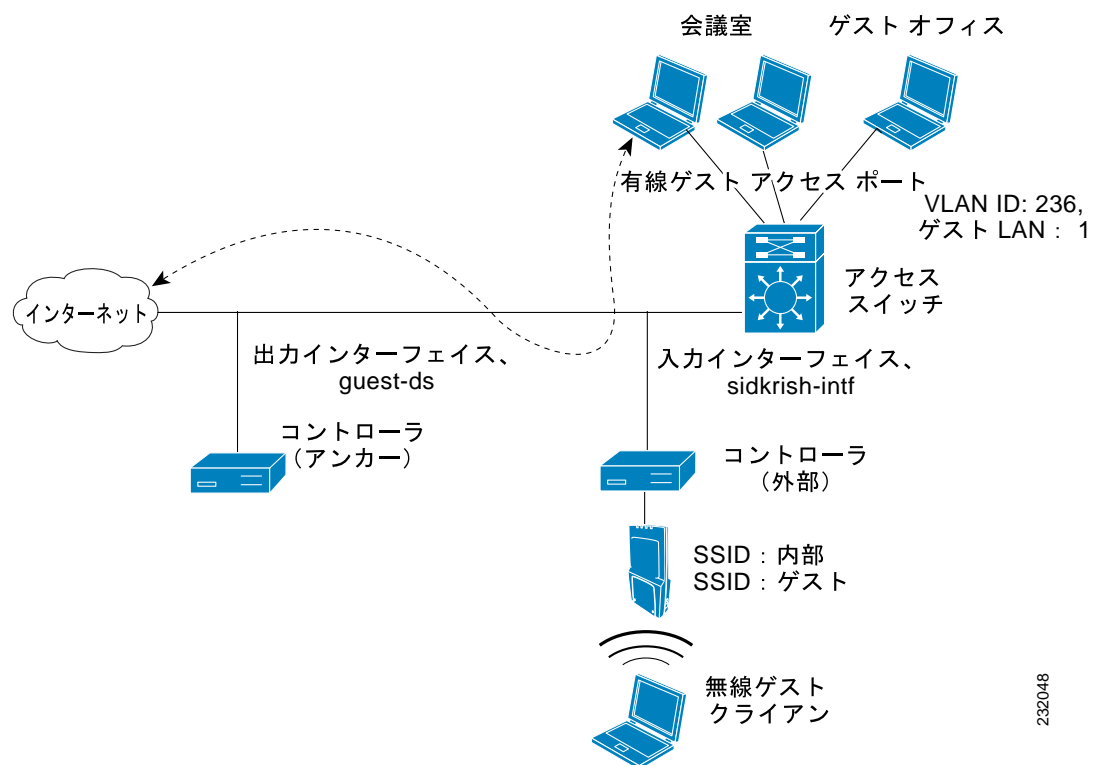 会議室
ゲスト オフィス
有線ゲスト アクセス ポート
VLAN ID: 236,
ゲスト LAN： 1
アクセス
スイッチ
インターネット
出力インターフェイス、
guest-ds
入力インターフェイス、
sidkrish-intf
コントローラ
（アンカー）
コントローラ
（外部）
SSID：内部
SSID：ゲスト
無線ゲスト
クライアン
232048